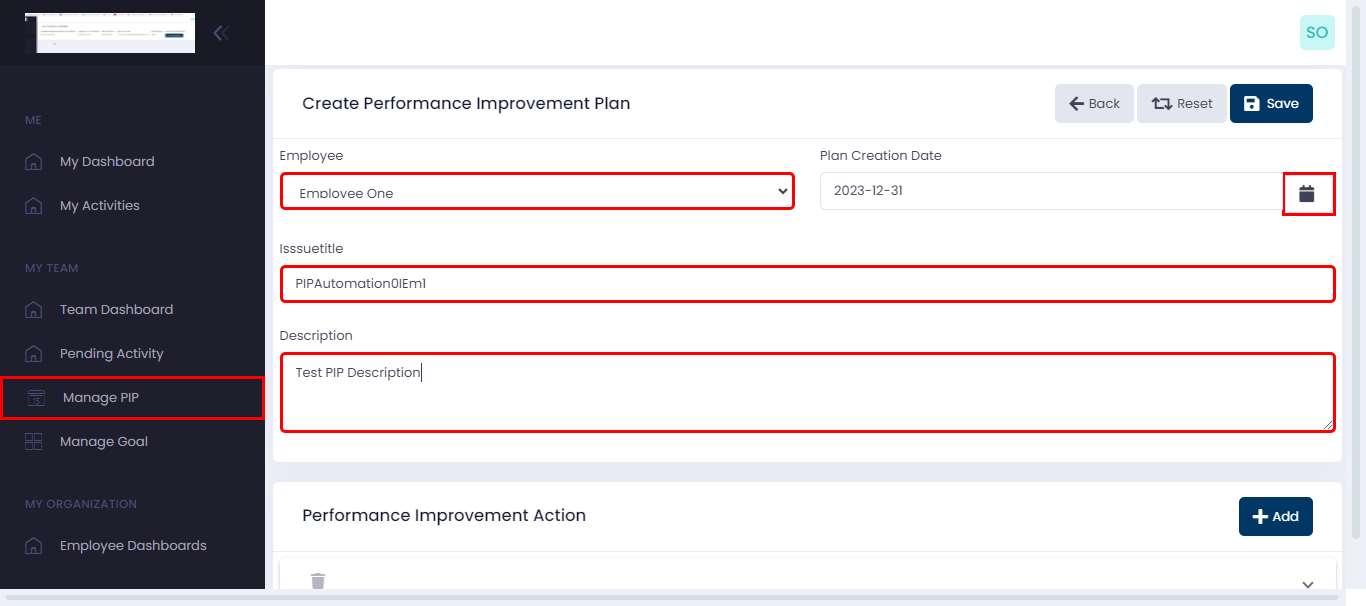 SO
ME
My Dashboard
My Activities
MY TEAM
Team Dashboard
Pending Activity
Manage PIP
Manage Goal
MY ORGANIZATION
Employee Dashboards
Create Performance Improvement Plan
Back
Reset
Save
Employee
Plan Creation Date
Employee One
2023-12-31
Isssuetitle
PIPAutomation0IEm1
Description
Test PIP Description
Performance Improvement Action
Add